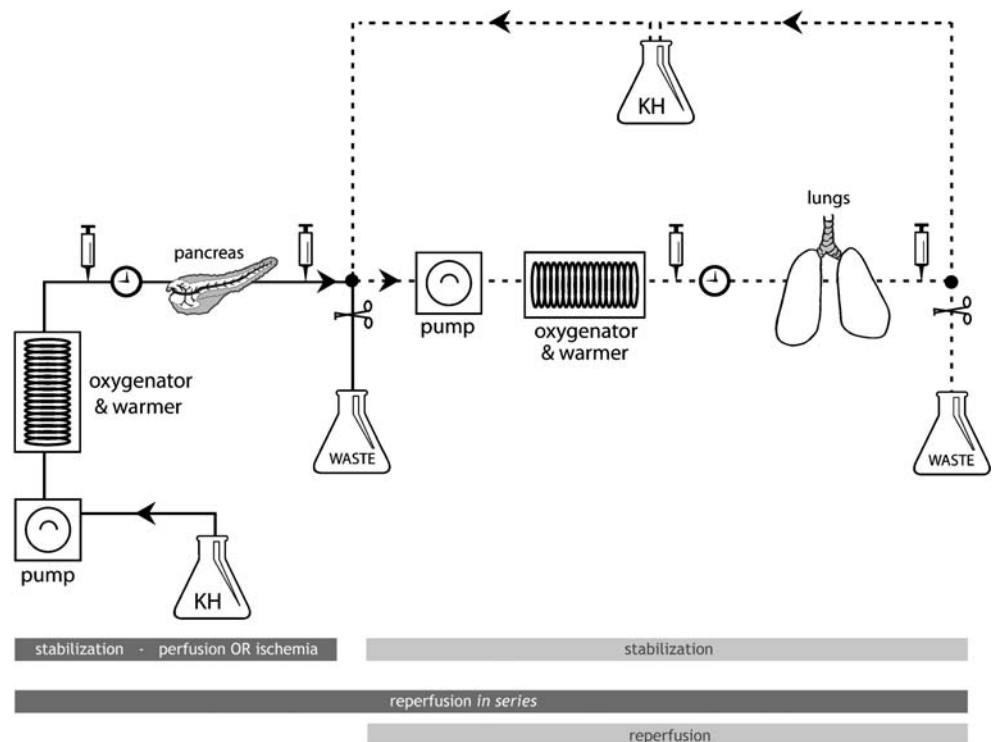 KH
lungs
pancreas
pump
oxygenator
& warmer
oxygenator
& warmer
WASTE
WASTE
pump
KH
stabilization - perfusion OR ischemia
stabilization
reperfusion in series
reperfusion